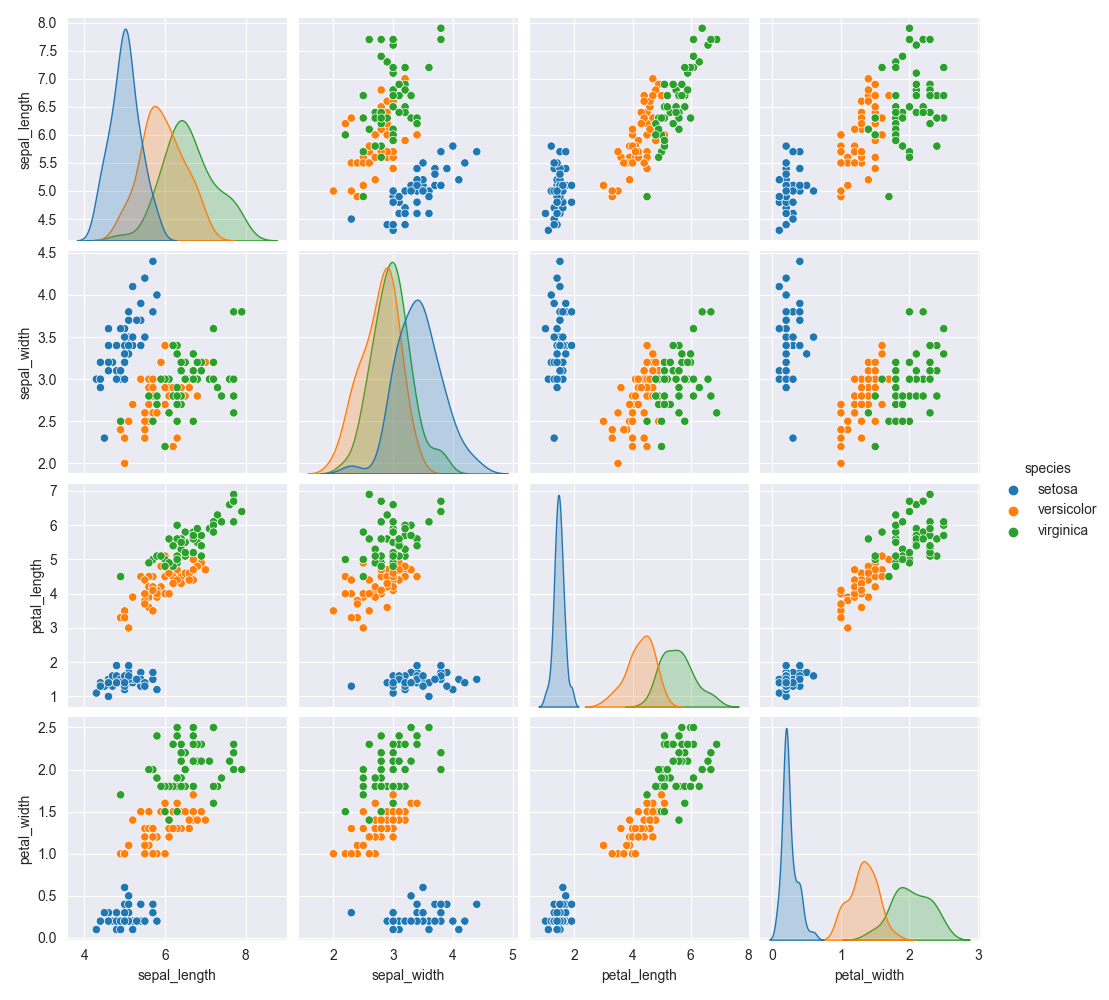 8.0
7.5
7.0
6.5
6.0
5.5
5.0
4.5
sepal_length
4.5
4.0
3.5
3.0
2.5
2.0
sepal_width
7
6
5
4
3
2
1
petal_length
2.5
2.0
1.5
1.0
0.5
0.0
petal_width
4 6 8
sepal_length
2 3 4 5
sepal_width
2 4 6 8
petal_length
0 1 2 3
petal_width
species
setosa
versicolor
virginica